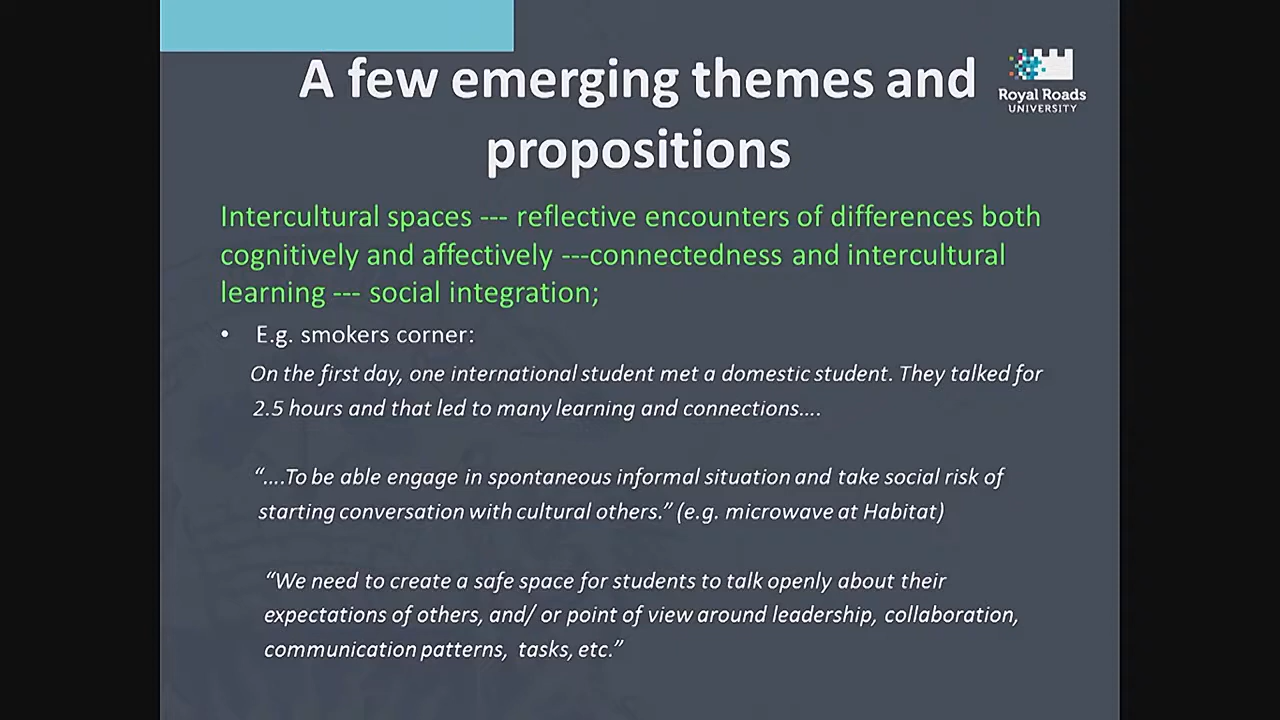 A few emerging themes and
propositions
Royal Roads
UNIVERSITY
Intercultural spaces --- reflective encounters of differences both
cognitively and affectively ---connectedness and intercultural
learning --- social integration;
• E.g. smokers corner:
On the first day, one international student met a domestic student. They talked for
2.5 hours and that led to many learning and connections....
“....To be able engage in spontaneous informal situation and take social risk of
starting conversation with cultural others.” (e.g. microwave at Habitat)
“We need to create a safe space for students to talk openly about their
expectations of others, and/ or point of view around leadership, collaboration,
communication patterns, tasks, etc.”